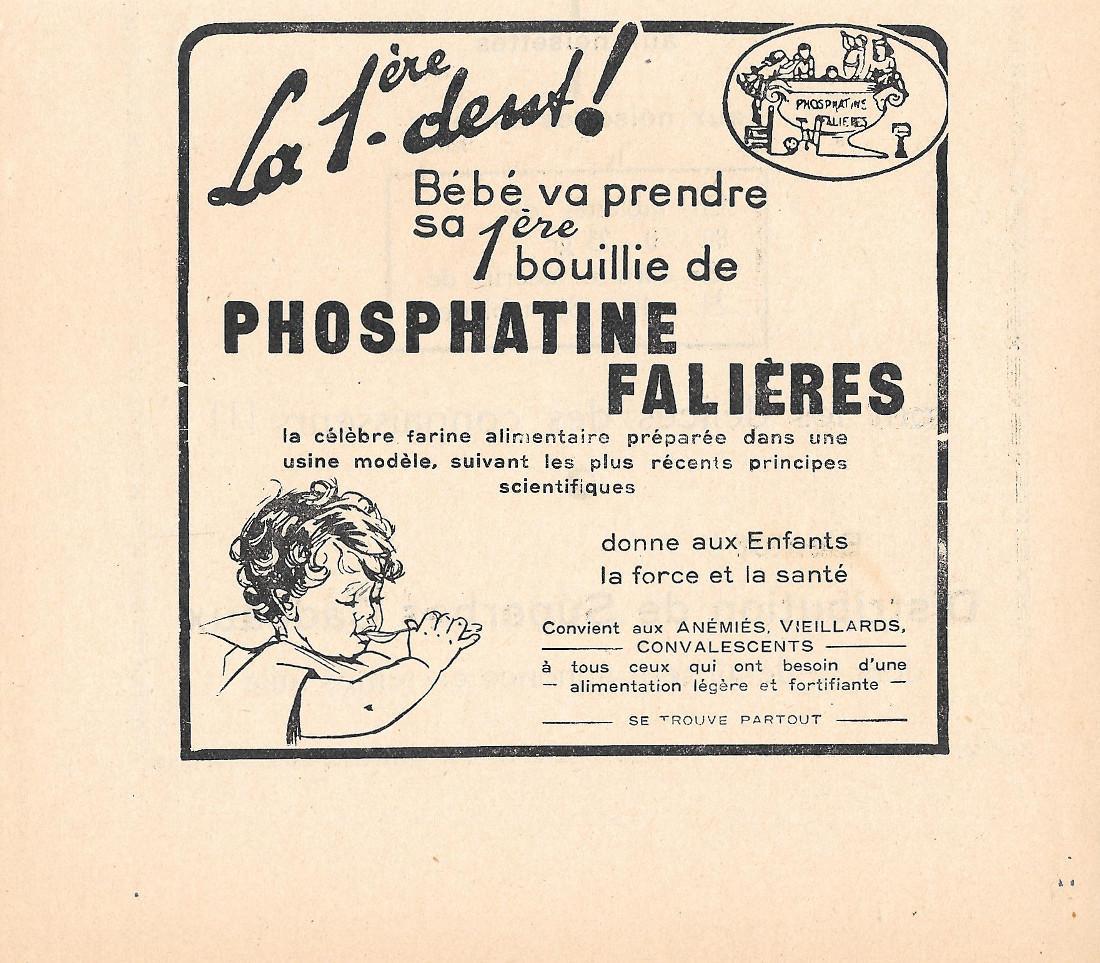 La 1ère dent!
PHOSPHATINE
FALIÈRES
Bébé va prendre
sa 1ère
bouillie de
PHOSPHATINE
FALIÈRES
la célèbre farine alimentaire préparée dans une
usine modèle, suivant les plus récents principes
scientifiques
donne aux Enfants
la force et la santé
Convient aux ANÉMIÉS, VIEILLARDS,
CONVALESCENTS
à tous ceux qui ont besoin d'une
alimentation légère et fortifiante
SE TROUVE PARTOUT